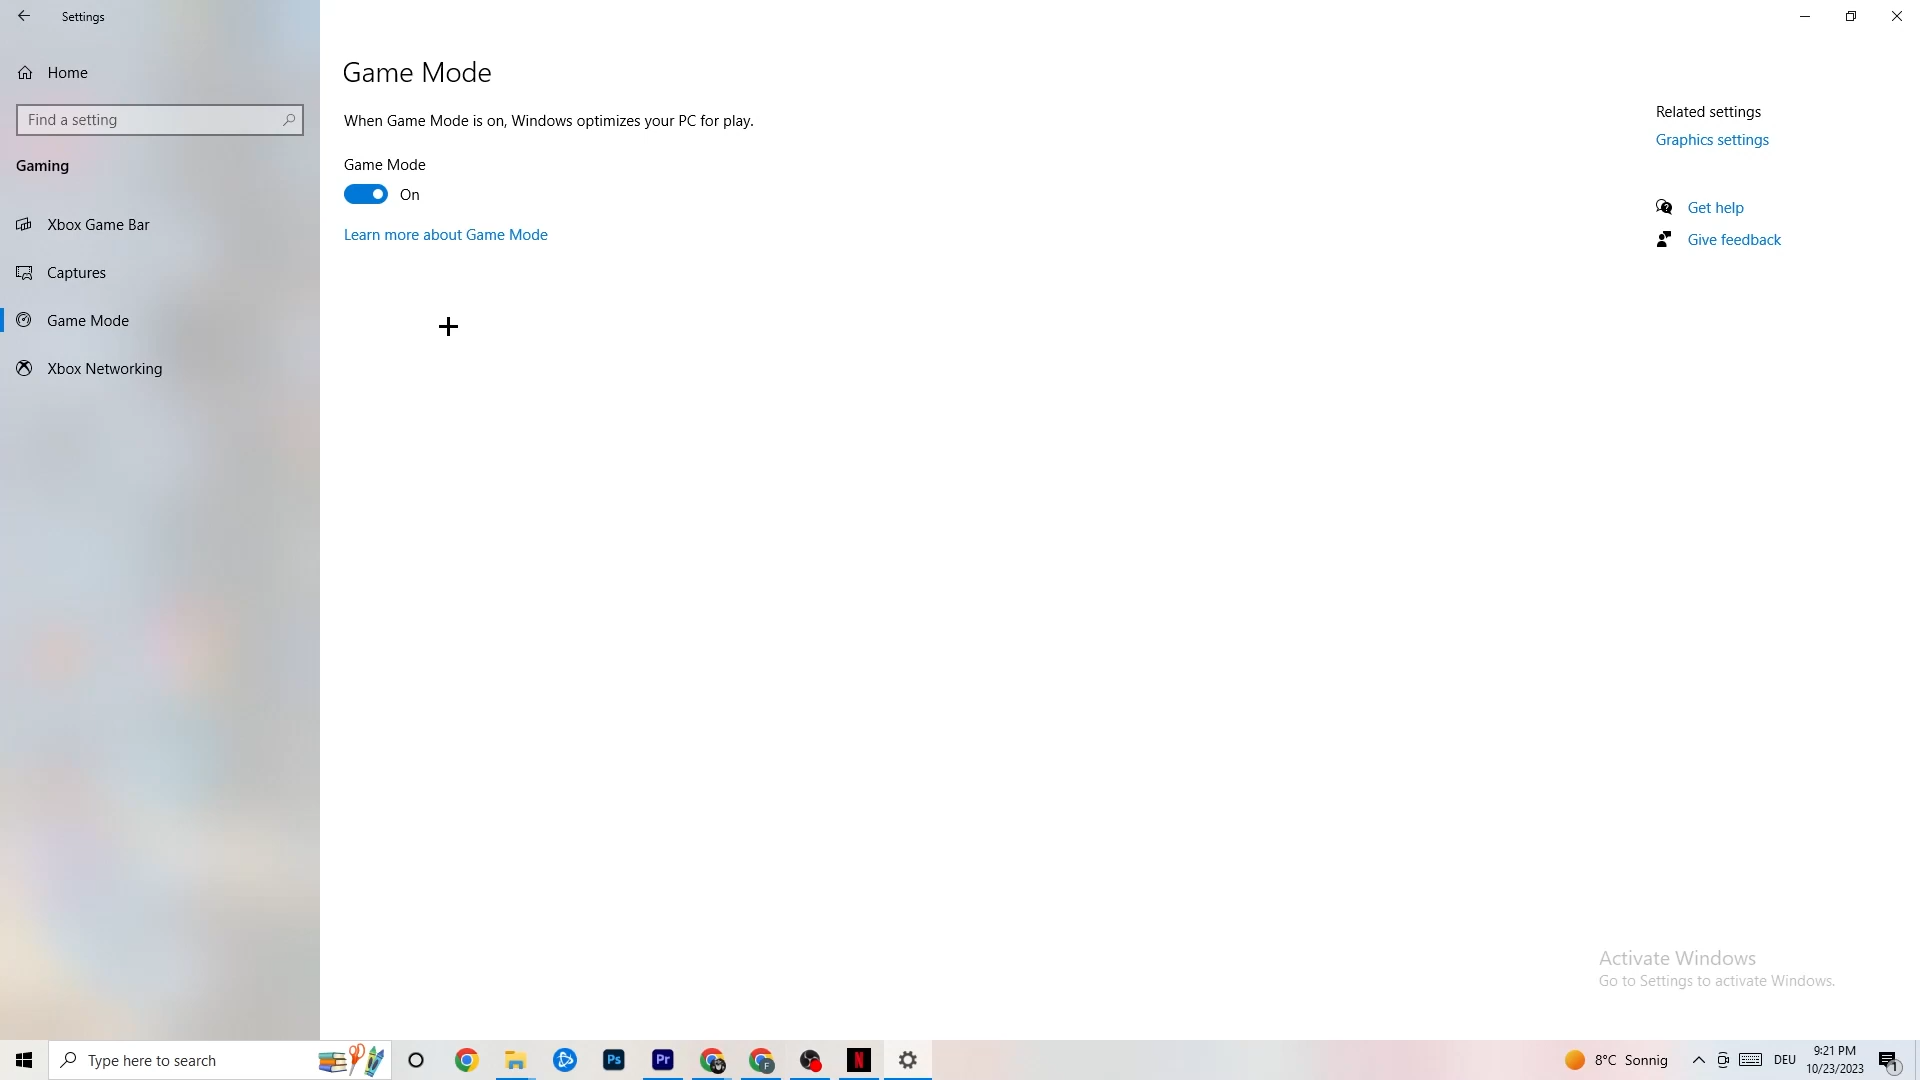 Settings
Home
Find a setting
Gaming
Xbox Game Bar
Captures
Game Mode
Xbox Networking
Game Mode
When Game Mode is on, Windows optimizes your PC for play.
Game Mode
On
Learn more about Game Mode
Related settings
Graphics settings
Get help
Give feedback
Activate Windows
Go to Settings to activate Windows.
Type here to search
Ps
Pr
F
N
8°C Sonnig
DEU
9:21 PM
10/23/2023
1